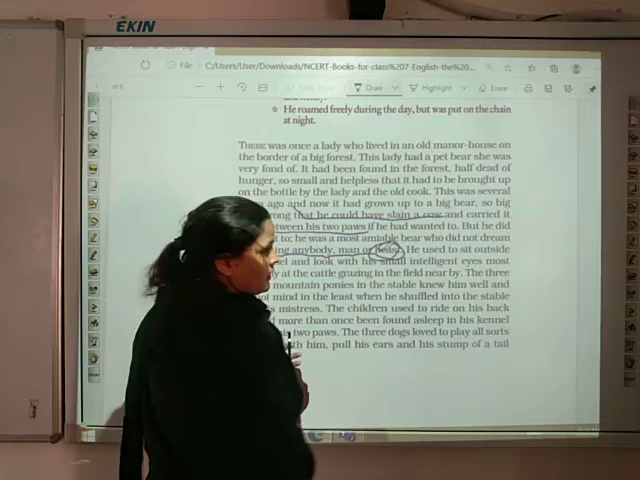 EKIN
File C:/Users/User/Downloads/NCERT-Books-for-class%207-English-the%20...
Draw Highlight Erase
He roamed freely during the day, but was put on the chain
at night.
THERE was once a lady who lived in an old manor-house on
the border of a big forest. This lady had a pet bear she was
very fond of. It had been found in the forest, half dead of
hunger, so small and helpless that it had to be brought up
on the bottle by the lady and the old cook. This was several
ago and now it had grown up to a big bear, so big
that he could have slain a cow and carried it
between his two paws if he had wanted to. But he did
to; he was a most amiable bear who did not dream
anybody, man or beast. He used to sit outside
and look with his small intelligent eyes most
at the cattle grazing in the field near by. The three
mountain ponies in the stable knew him well and
mind in the least when he shuffled into the stable
mistress. The children used to ride on his back
more than once been found asleep in his kennel
two paws. The three dogs loved to play all sorts
him, pull his ears and his stump of a tail